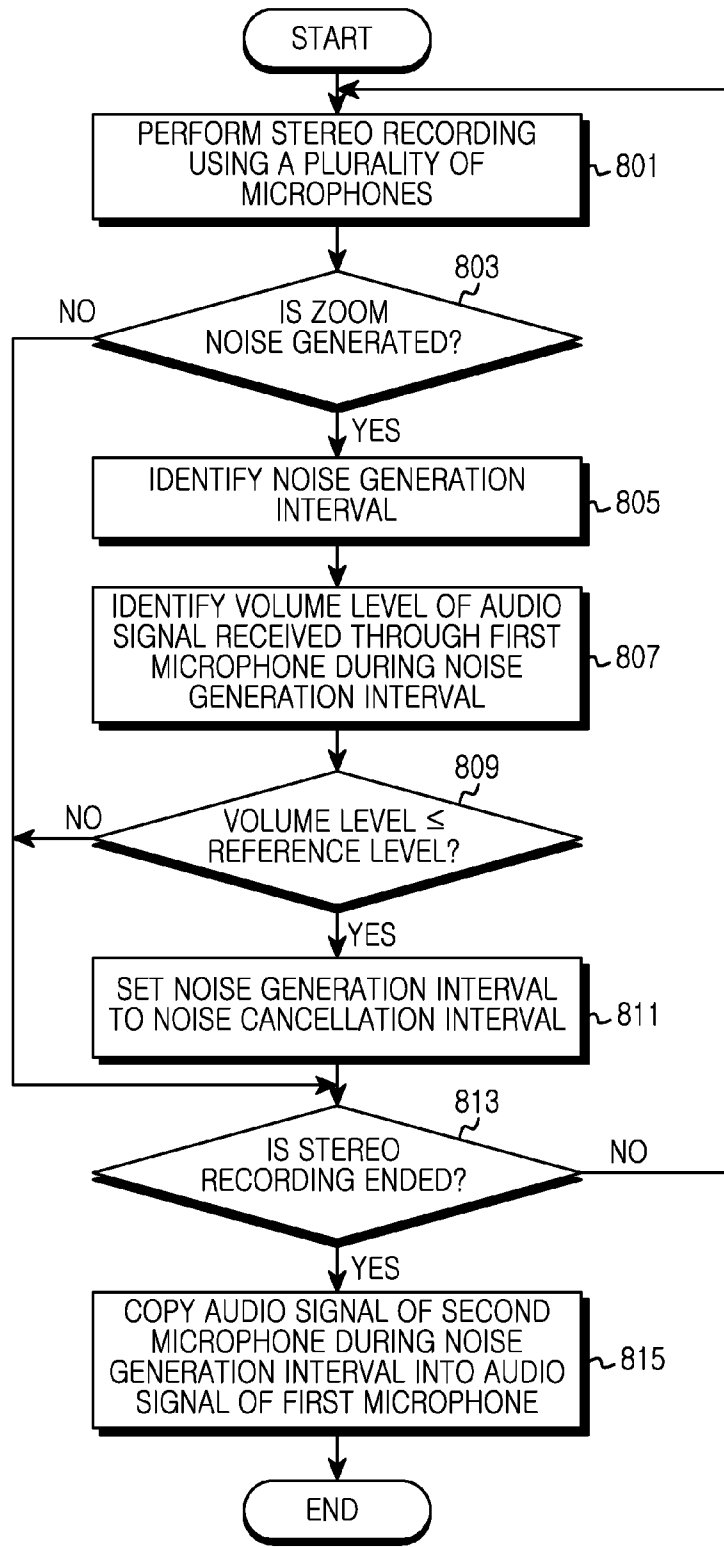 START
PERFORM STEREO RECORDING
USING A PLURALITY OF
MICROPHONES
801
803
IS ZOOM
NOISE GENERATED?
NO
YES
IDENTIFY NOISE GENERATION
INTERVAL
805
IDENTIFY VOLUME LEVEL OF AUDIO
SIGNAL RECEIVED THROUGH FIRST
MICROPHONE DURING NOISE
GENERATION INTERVAL
807
809
VOLUME LEVEL ≤
REFERENCE LEVEL?
NO
YES
SET NOISE GENERATION INTERVAL
TO NOISE CANCELLATION INTERVAL
811
813
IS STEREO
RECORDING ENDED?
NO
YES
COPY AUDIO SIGNAL OF SECOND
MICROPHONE DURING NOISE
GENERATION INTERVAL INTO AUDIO
SIGNAL OF FIRST MICROPHONE
815
END